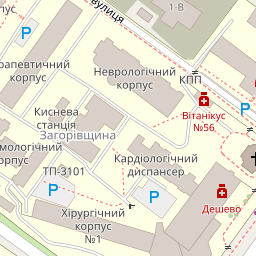 вулиця
1-В
P
рапевтичний
корпус
Неврологічний
корпус
КПП
P
Вітанікус
№56
Киснева
станція
Загорівщина
мологічний
корпус
ТП-3101
Кардіологічний
диспансер
P
P
Дешево
Хірургічний
корпус
№1